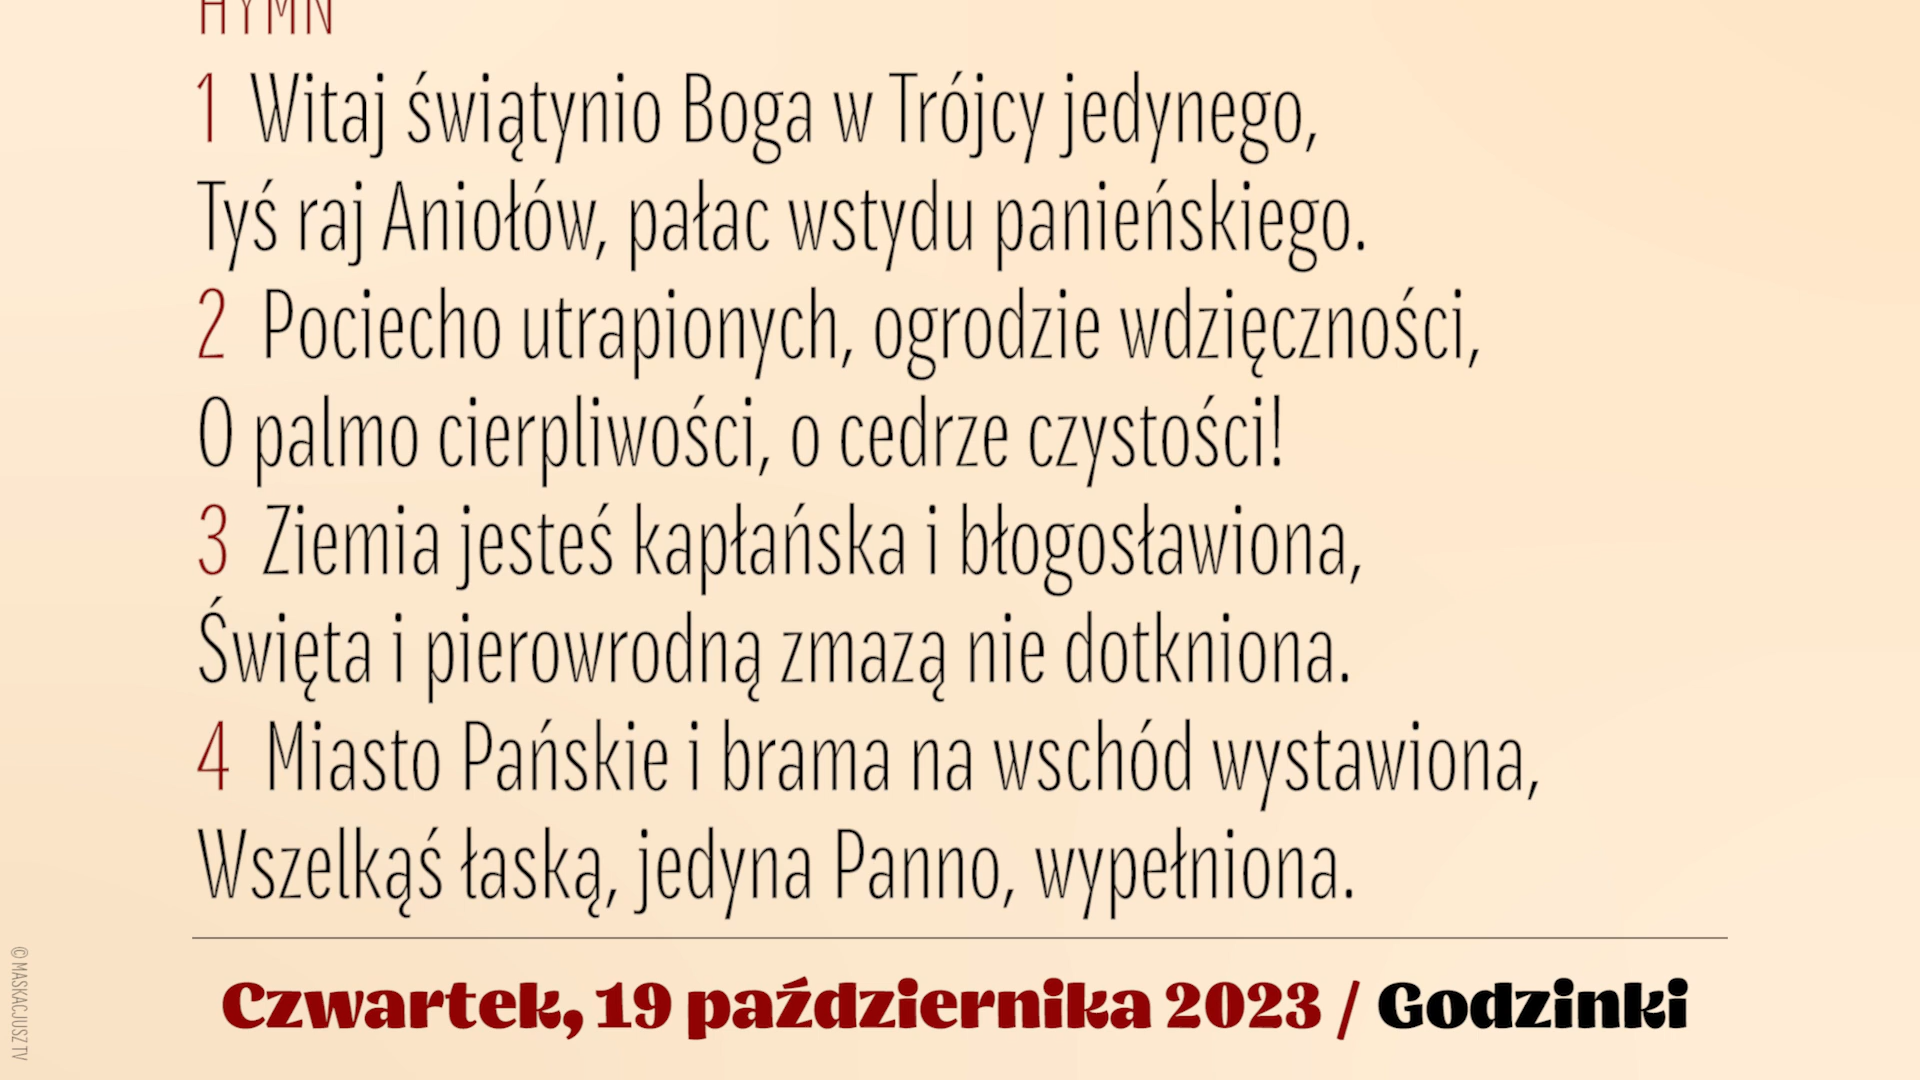 HYMN
1 Witaj świątynio Boga w Trójcy jedynego,
Tyś raj Aniołów, pałac wstydu panieńskiego.
2 Pociecho utrapionych, ogrodzie wdzięczności,
O palmo cierpliwości, o cedrze czystości!
3 Ziemia jesteś kapłańska i błogosławiona,
Święta i pierowrodną zmazą nie dotkniona.
4 Miasto Pańskie i brama na wschód wystawiona,
Wszelkąś łaską, jedyna Panno, wypełniona.
Czwartek, 19 października 2023 / Godzinki
© MASKACJUSZ TV